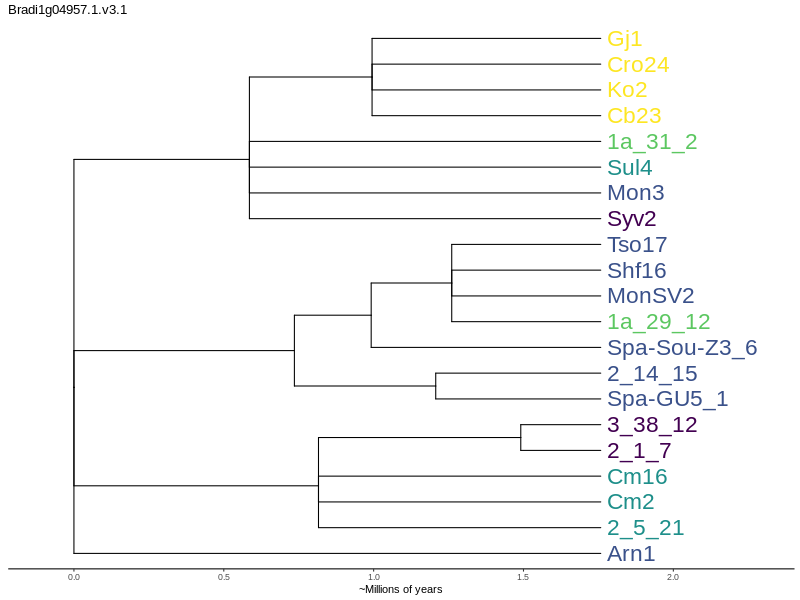 Bradi1g04957.1.v3.1
Gj1
Cro24
Ko2
Cb23
1a_31_2
Sul4
Mon3
Syv2
Tso17
Shf16
MonSV2
1a_29_12
Spa-Sou-Z3_6
2_14_15
Spa-GU5_1
3_38_12
2_1_7
Cm16
Cm2
2_5_21
Arn1
0.0 0.5 1.0 1.5 2.0
~Millions of years